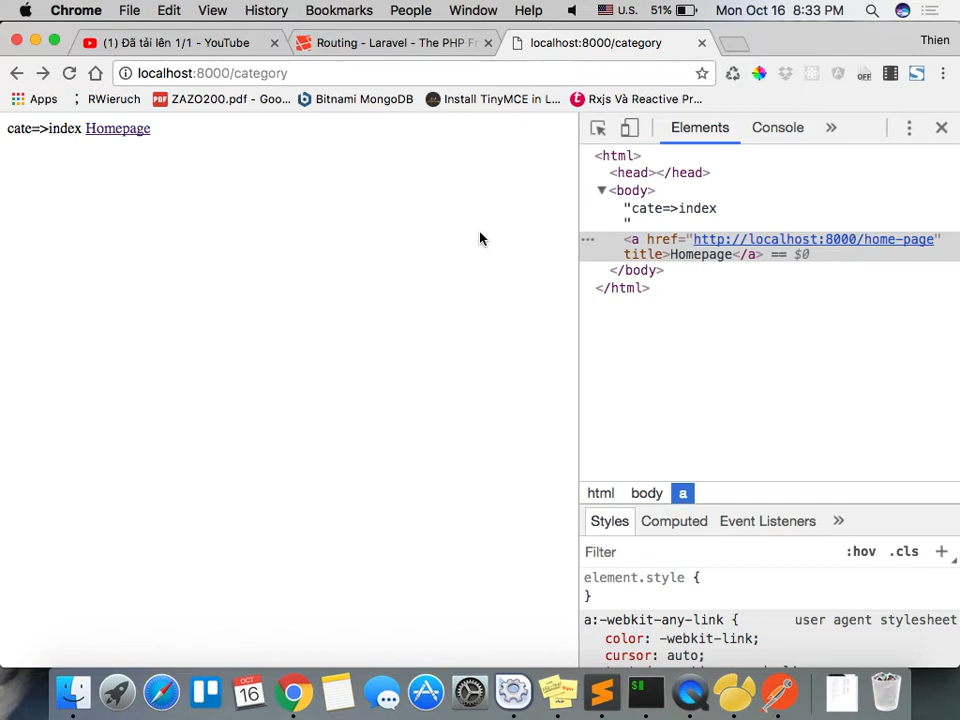 Chrome File Edit View History Bookmarks People Window Help U.S. 51% Mon Oct 16 8:33 PM
(1) Đã tải lên 1/1 - YouTube
Routing - Laravel - The PHP Fr
localhost:8000/category
Thien
localhost:8000/category
OFF
Apps
RWieruch
ZAZO200.pdf - Goo...
Bitnami MongoDB
Install TinyMCE in L...
Rxjs Và Reactive Pr...
cate=>index Homepage
Elements Console »
<html>
<head></head>
▼<body>
"cate=>index
"
<a href="http://localhost:8000/home-page"
title>Homepage</a> == $0
</body>
</html>
html body a
Styles Computed Event Listeners »
Filter :hov .cls +
element.style {
}
a:-webkit-any-link { user agent stylesheet
color: -webkit-link;
cursor: auto;
OCT
16